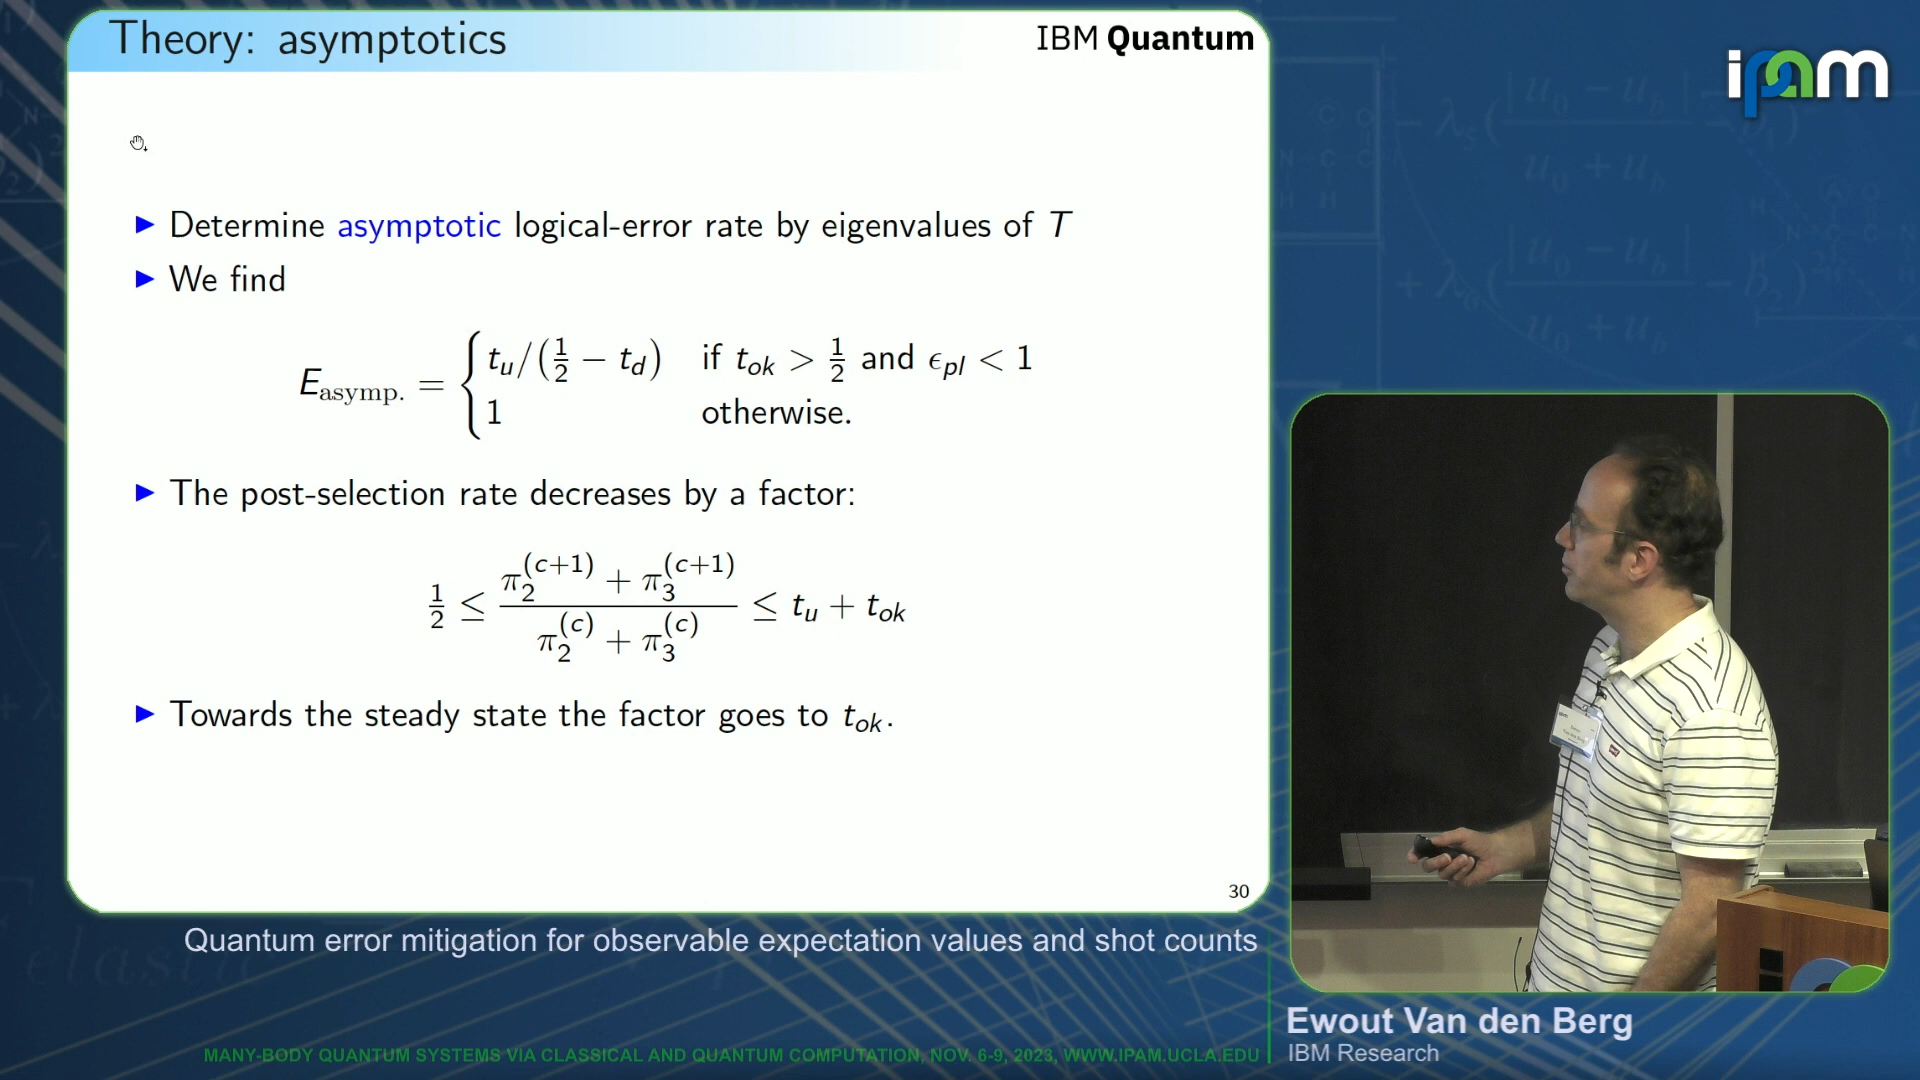 Theory: asymptotics
IBM Quantum
ipam
▶ Determine asymptotic logical-error rate by eigenvalues of T
▶ We find
E_asymp. = { t_u/(1/2 − t_d) if t_ok > 1/2 and ϵ_pl < 1
1 otherwise.
▶ The post-selection rate decreases by a factor:
1/2 ≤ (π_2^(c+1) + π_3^(c+1)) / (π_2^(c) + π_3^(c)) ≤ t_u + t_ok
▶ Towards the steady state the factor goes to t_ok.
30
Quantum error mitigation for observable expectation values and shot counts
Ewout Van den Berg
IBM Research
MANY-BODY QUANTUM SYSTEMS VIA CLASSICAL AND QUANTUM COMPUTATION, NOV. 6-9, 2023, WWW.IPAM.UCLA.EDU